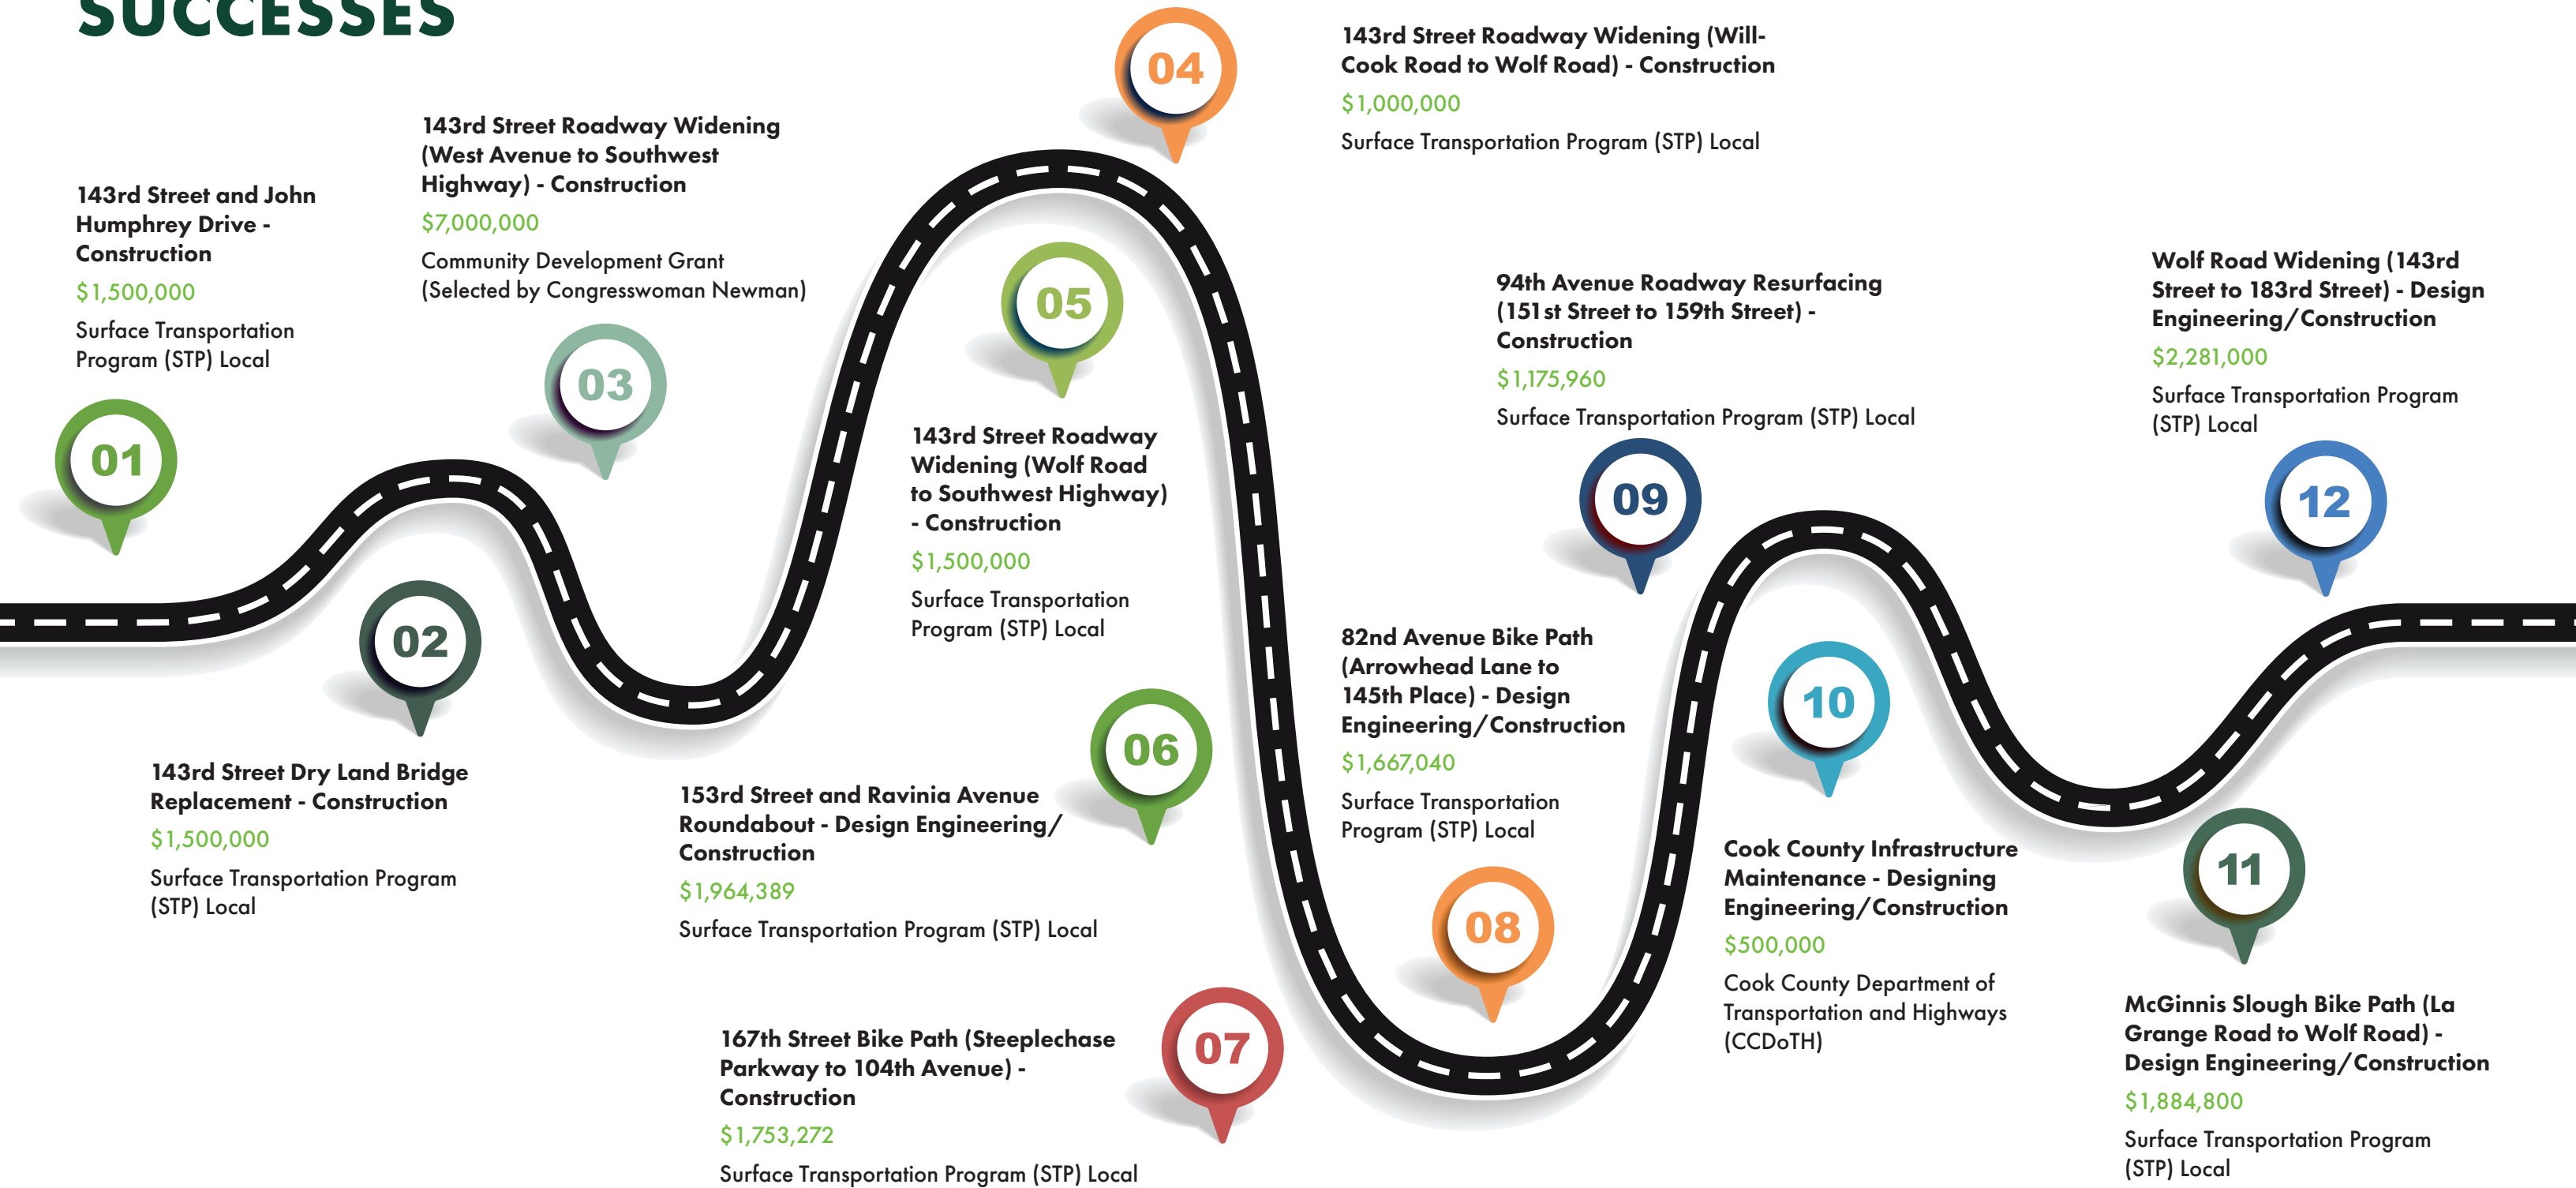 SUCCESSES
01
143rd Street and John
Humphrey Drive -
Construction
$1,500,000
Surface Transportation
Program (STP) Local
02
143rd Street Dry Land Bridge
Replacement - Construction
$1,500,000
Surface Transportation Program
(STP) Local
03
143rd Street Roadway Widening
(West Avenue to Southwest
Highway) - Construction
$7,000,000
Community Development Grant
(Selected by Congresswoman Newman)
04
143rd Street Roadway Widening (Will-
Cook Road to Wolf Road) - Construction
$1,000,000
Surface Transportation Program (STP) Local
05
143rd Street Roadway
Widening (Wolf Road
to Southwest Highway)
- Construction
$1,500,000
Surface Transportation
Program (STP) Local
06
153rd Street and Ravinia Avenue
Roundabout - Design Engineering/
Construction
$1,964,389
Surface Transportation Program (STP) Local
07
167th Street Bike Path (Steeplechase
Parkway to 104th Avenue) -
Construction
$1,753,272
Surface Transportation Program (STP) Local
08
82nd Avenue Bike Path
(Arrowhead Lane to
145th Place) - Design
Engineering/Construction
$1,667,040
Surface Transportation
Program (STP) Local
09
94th Avenue Roadway Resurfacing
(151st Street to 159th Street) -
Construction
$1,175,960
Surface Transportation Program (STP) Local
10
Cook County Infrastructure
Maintenance - Designing
Engineering/Construction
$500,000
Cook County Department of
Transportation and Highways
(CCDoTH)
11
McGinnis Slough Bike Path (La
Grange Road to Wolf Road) -
Design Engineering/Construction
$1,884,800
Surface Transportation Program
(STP) Local
12
Wolf Road Widening (143rd
Street to 183rd Street) - Design
Engineering/Construction
$2,281,000
Surface Transportation Program
(STP) Local